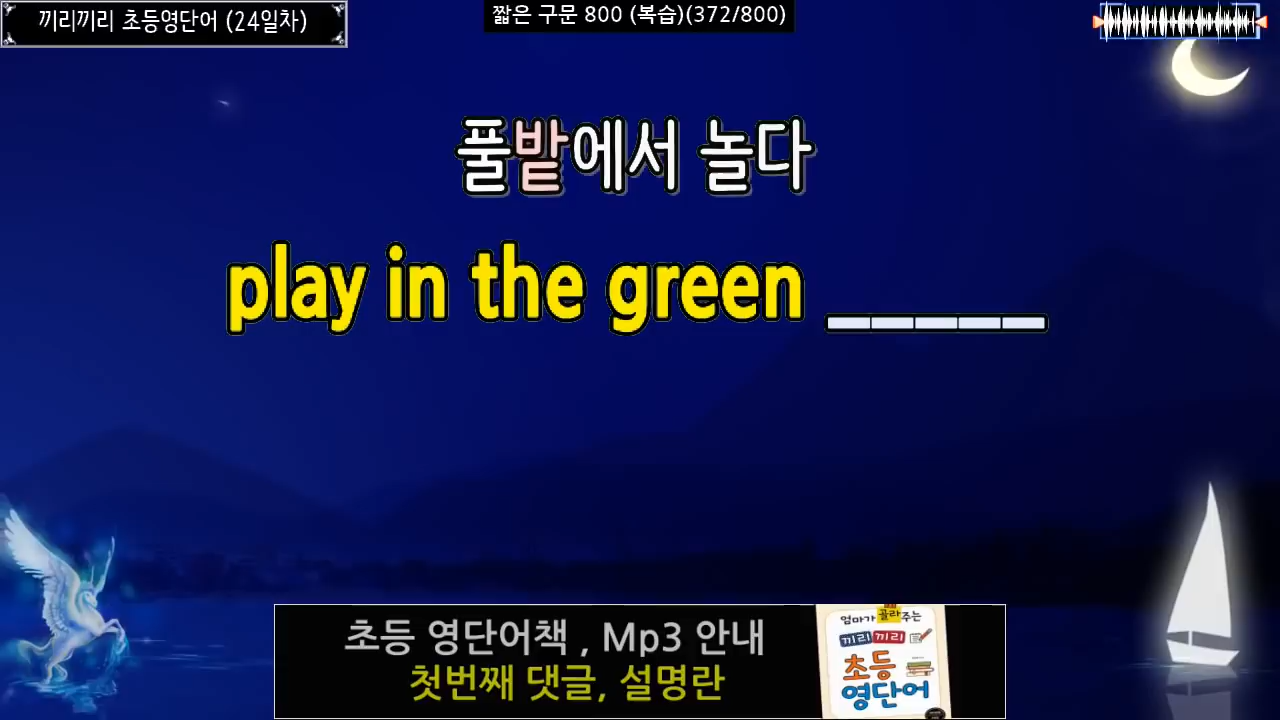 끼리끼리 초등영단어 (24일차)
짧은 구문 800 (복습)(372/800)
풀밭에서 놀다
play in the green _____
초등 영단어책 , Mp3 안내
첫번째 댓글, 설명란
엄마가 골라주는
끼리끼리
초등
영단어